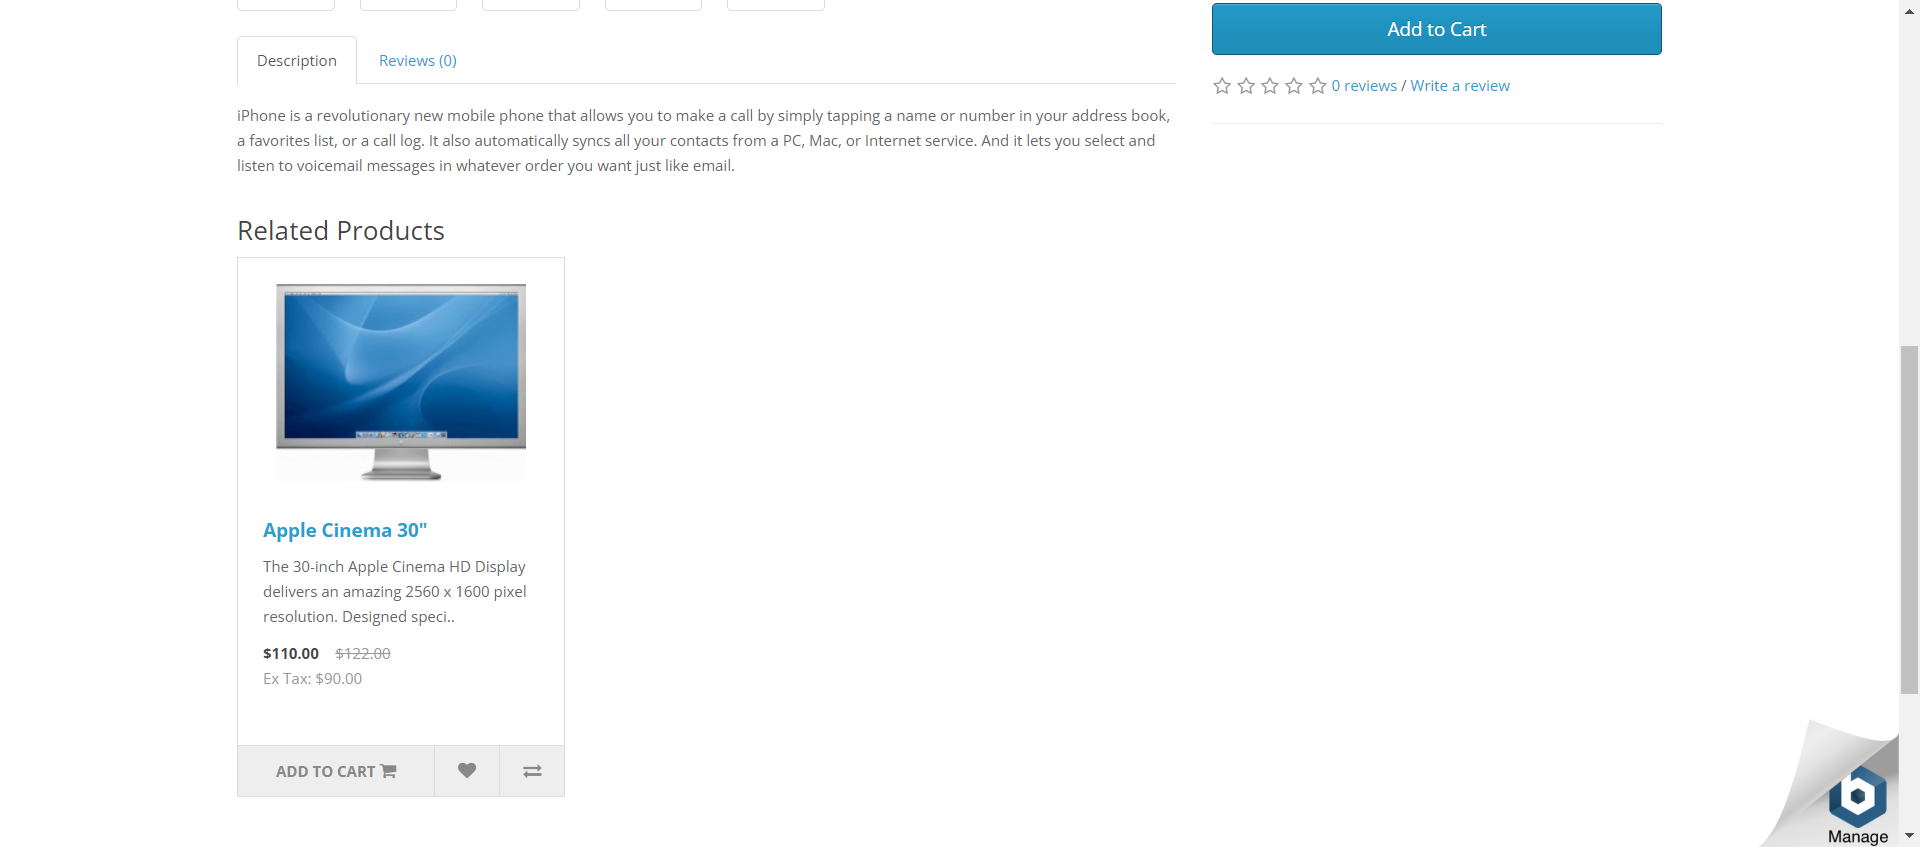 Description
Reviews (0)
iPhone is a revolutionary new mobile phone that allows you to make a call by simply tapping a name or number in your address book,
a favorites list, or a call log. It also automatically syncs all your contacts from a PC, Mac, or Internet service. And it lets you select and
listen to voicemail messages in whatever order you want just like email.
Add to Cart
0 reviews / Write a review
Related Products
Apple Cinema 30"
The 30-inch Apple Cinema HD Display
delivers an amazing 2560 x 1600 pixel
resolution. Designed speci..
$110.00 $122.00
Ex Tax: $90.00
ADD TO CART
Manage